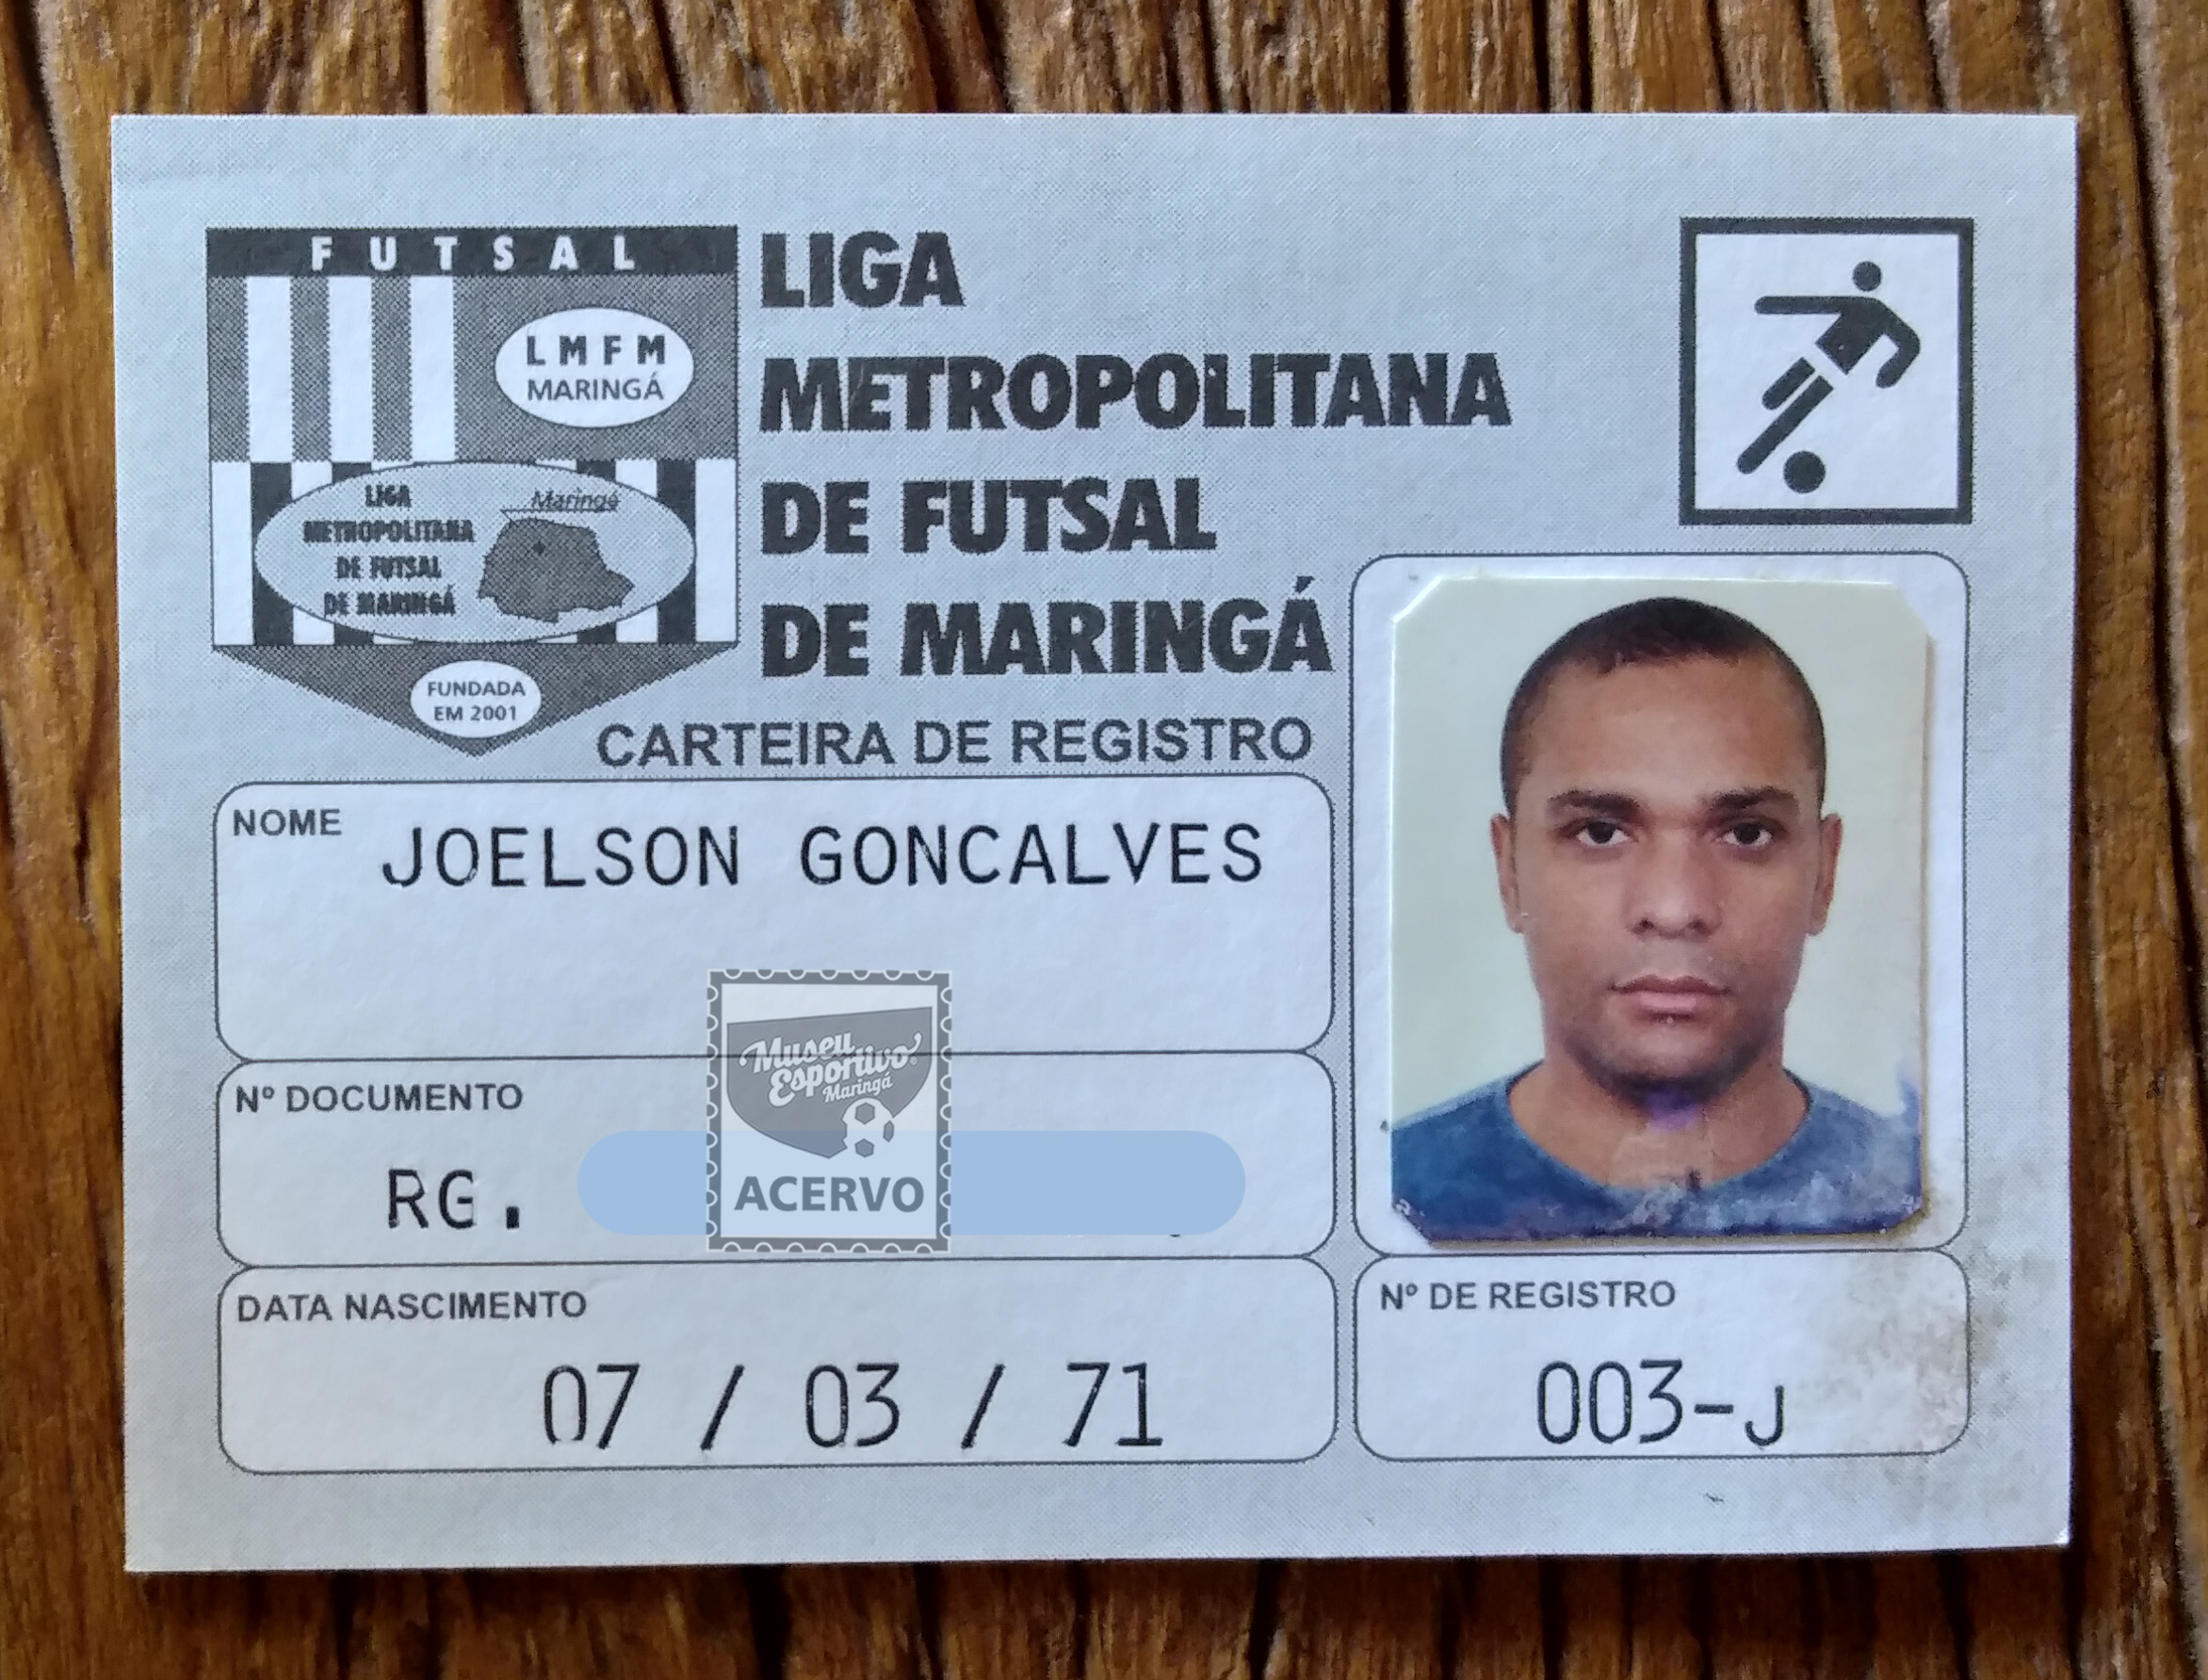 FUTSAL
LMFM
MARINGÁ
LIGA
METROPOLITANA
DE FUTSAL
DE MARINGÁ
Maringá
FUNDADA
EM 2001
LIGA
METROPOLITANA
DE FUTSAL
DE MARINGÁ
CARTEIRA DE REGISTRO
NOME
JOELSON GONCALVES
Museu
Esportivo
Maringá
ACERVO
Nº DOCUMENTO
RG.
DATA NASCIMENTO
07 / 03 / 71
Nº DE REGISTRO
003-J